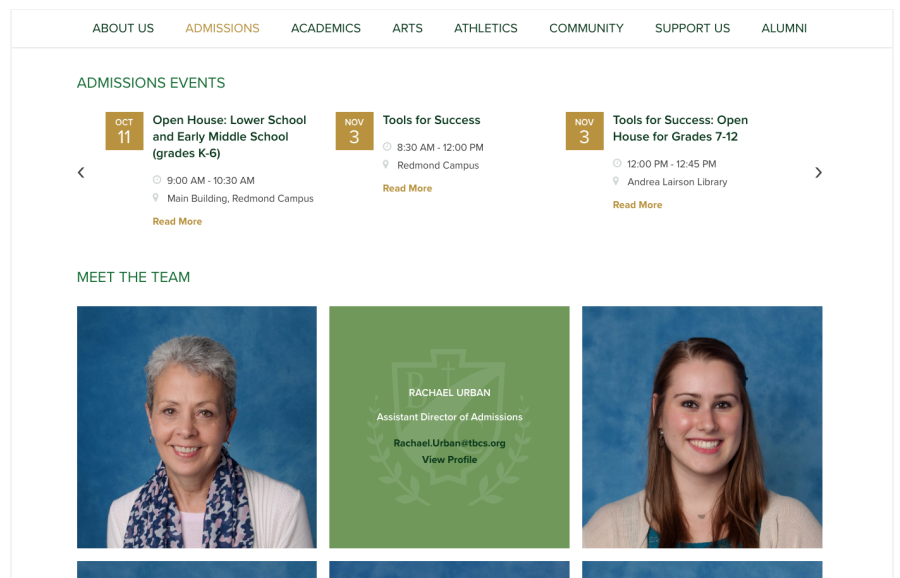 ABOUT US ADMISSIONS ACADEMICS ARTS ATHLETICS COMMUNITY SUPPORT US ALUMNI
ADMISSIONS EVENTS
OCT
11
Open House: Lower School
and Early Middle School
(grades K-6)
9:00 AM - 10:30 AM
Main Building, Redmond Campus
Read More
NOV
3
Tools for Success
8:30 AM - 12:00 PM
Redmond Campus
Read More
NOV
3
Tools for Success: Open
House for Grades 7-12
12:00 PM - 12:45 PM
Andrea Lairson Library
Read More
MEET THE TEAM
RACHAEL URBAN
Assistant Director of Admissions
Rachael.Urban@tbcs.org
View Profile